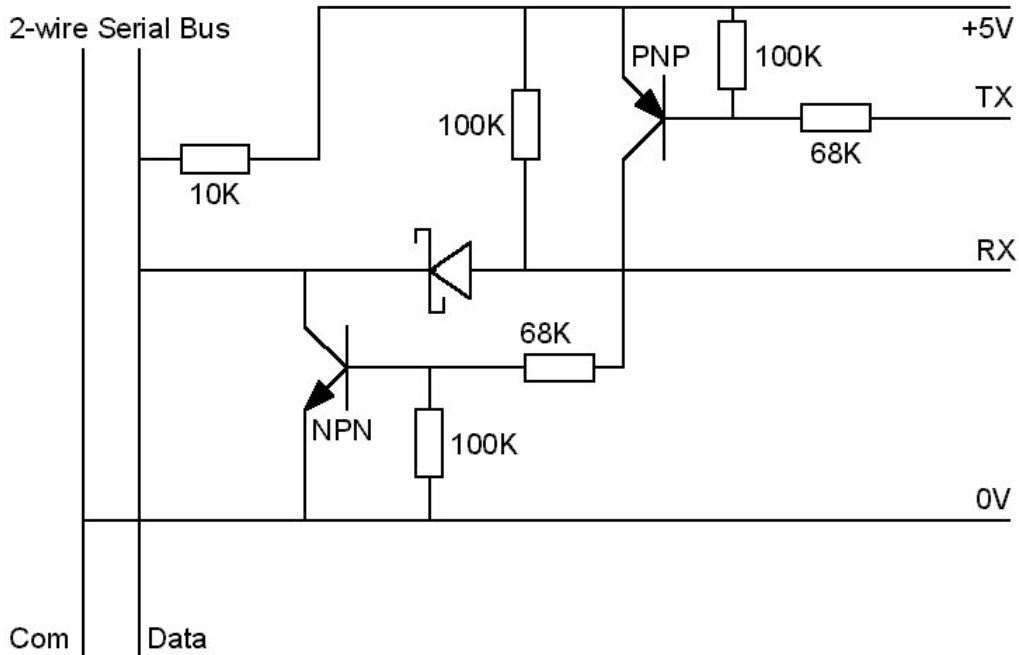 2-wire Serial Bus
+5V
PNP
100K
TX
100K
68K
10K
RX
68K
NPN
100K
0V
Com
Data